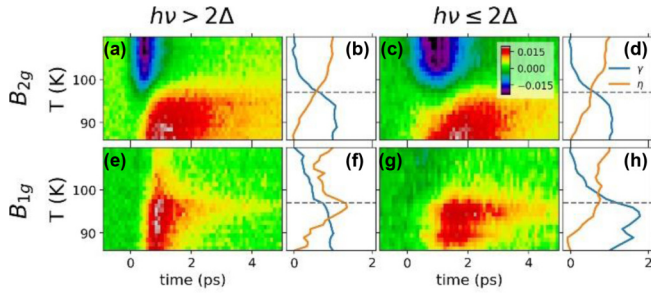 hν > 2Δ hν ≤ 2Δ
(a) (b) (c) (d)
0.015
0.000
−0.015
γ
η
B2g
T (K)
100
90
(e) (f) (g) (h)
B1g
T (K)
100
90
0 2 4 0 2 0 2 4 0 2
time (ps) time (ps)